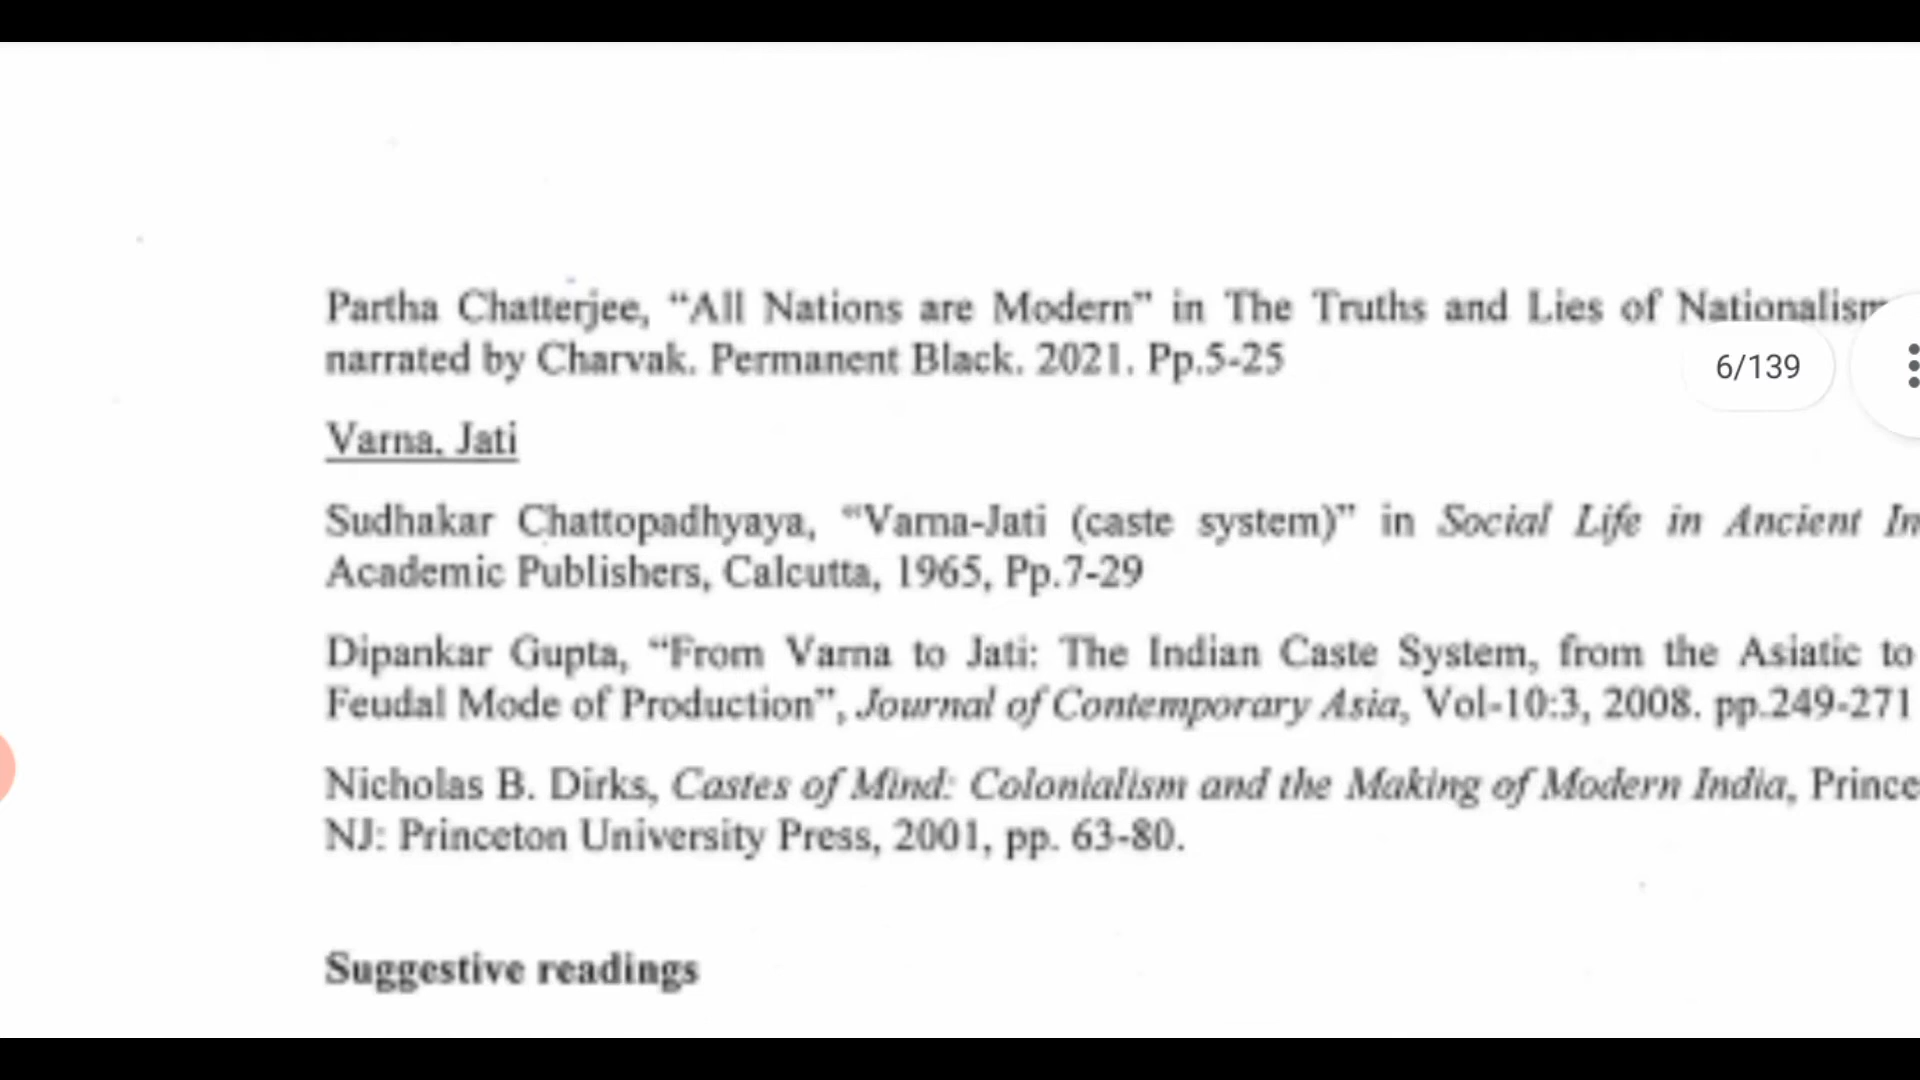 Partha Chatterjee, “All Nations are Modern” in The Truths and Lies of Nationalism
narrated by Charvak. Permanent Black. 2021. Pp.5-25
6/139
Varna, Jati
Sudhakar Chattopadhyaya, “Varna-Jati (caste system)” in Social Life in Ancient In
Academic Publishers, Calcutta, 1965, Pp.7-29
Dipankar Gupta, “From Varna to Jati: The Indian Caste System, from the Asiatic to
Feudal Mode of Production”, Journal of Contemporary Asia, Vol-10:3, 2008. pp.249-271
Nicholas B. Dirks, Castes of Mind: Colonialism and the Making of Modern India, Prince
NJ: Princeton University Press, 2001, pp. 63-80.
Suggestive readings